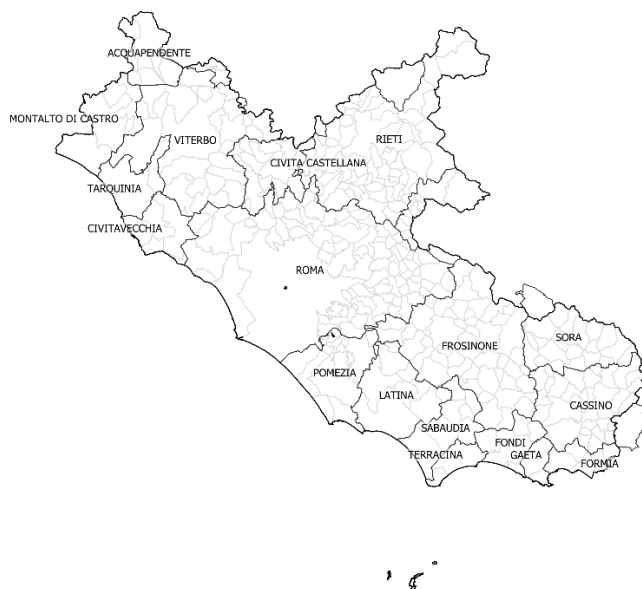 ACQUAPENDENTE
MONTALTO DI CASTRO
VITERBO
RIETI
CIVITA CASTELLANA
TARQUINIA
CIVITAVECCHIA
ROMA
SORA
FROSINONE
POMEZIA
LATINA
CASSINO
SABAUDIA
FONDI
TERRACINA
GAETA
FORMIA